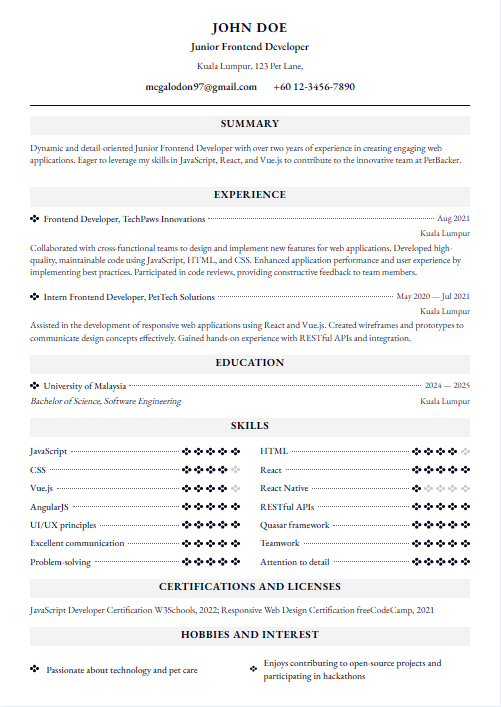 JOHN DOE
Junior Frontend Developer
Kuala Lumpur, 123 Pet Lane,
megalodon97@gmail.com +60 12-3456-7890
SUMMARY
Dynamic and detail-oriented Junior Frontend Developer with over two years of experience in creating engaging web
applications. Eager to leverage my skills in JavaScript, React, and Vue.js to contribute to the innovative team at PetBacker.
EXPERIENCE
Frontend Developer, TechPaws Innovations Aug 2021
Kuala Lumpur
Collaborated with cross-functional teams to design and implement new features for web applications. Developed high-
quality, maintainable code using JavaScript, HTML, and CSS. Enhanced application performance and user experience by
implementing best practices. Participated in code reviews, providing constructive feedback to team members.
Intern Frontend Developer, PetTech Solutions May 2020 — Jul 2021
Kuala Lumpur
Assisted in the development of responsive web applications using React and Vue.js. Created wireframes and prototypes to
communicate design concepts effectively. Gained hands-on experience with RESTful APIs and integration.
EDUCATION
University of Malaysia 2024 — 2025
Bachelor of Science, Software Engineering Kuala Lumpur
SKILLS
JavaScript HTML
CSS React
Vue.js React Native
AngularJS RESTful APIs
UI/UX principles Quasar framework
Excellent communication Teamwork
Problem-solving Attention to detail
CERTIFICATIONS AND LICENSES
JavaScript Developer Certification W3Schools, 2022; Responsive Web Design Certification freeCodeCamp, 2021
HOBBIES AND INTEREST
Passionate about technology and pet care
Enjoys contributing to open-source projects and
participating in hackathons